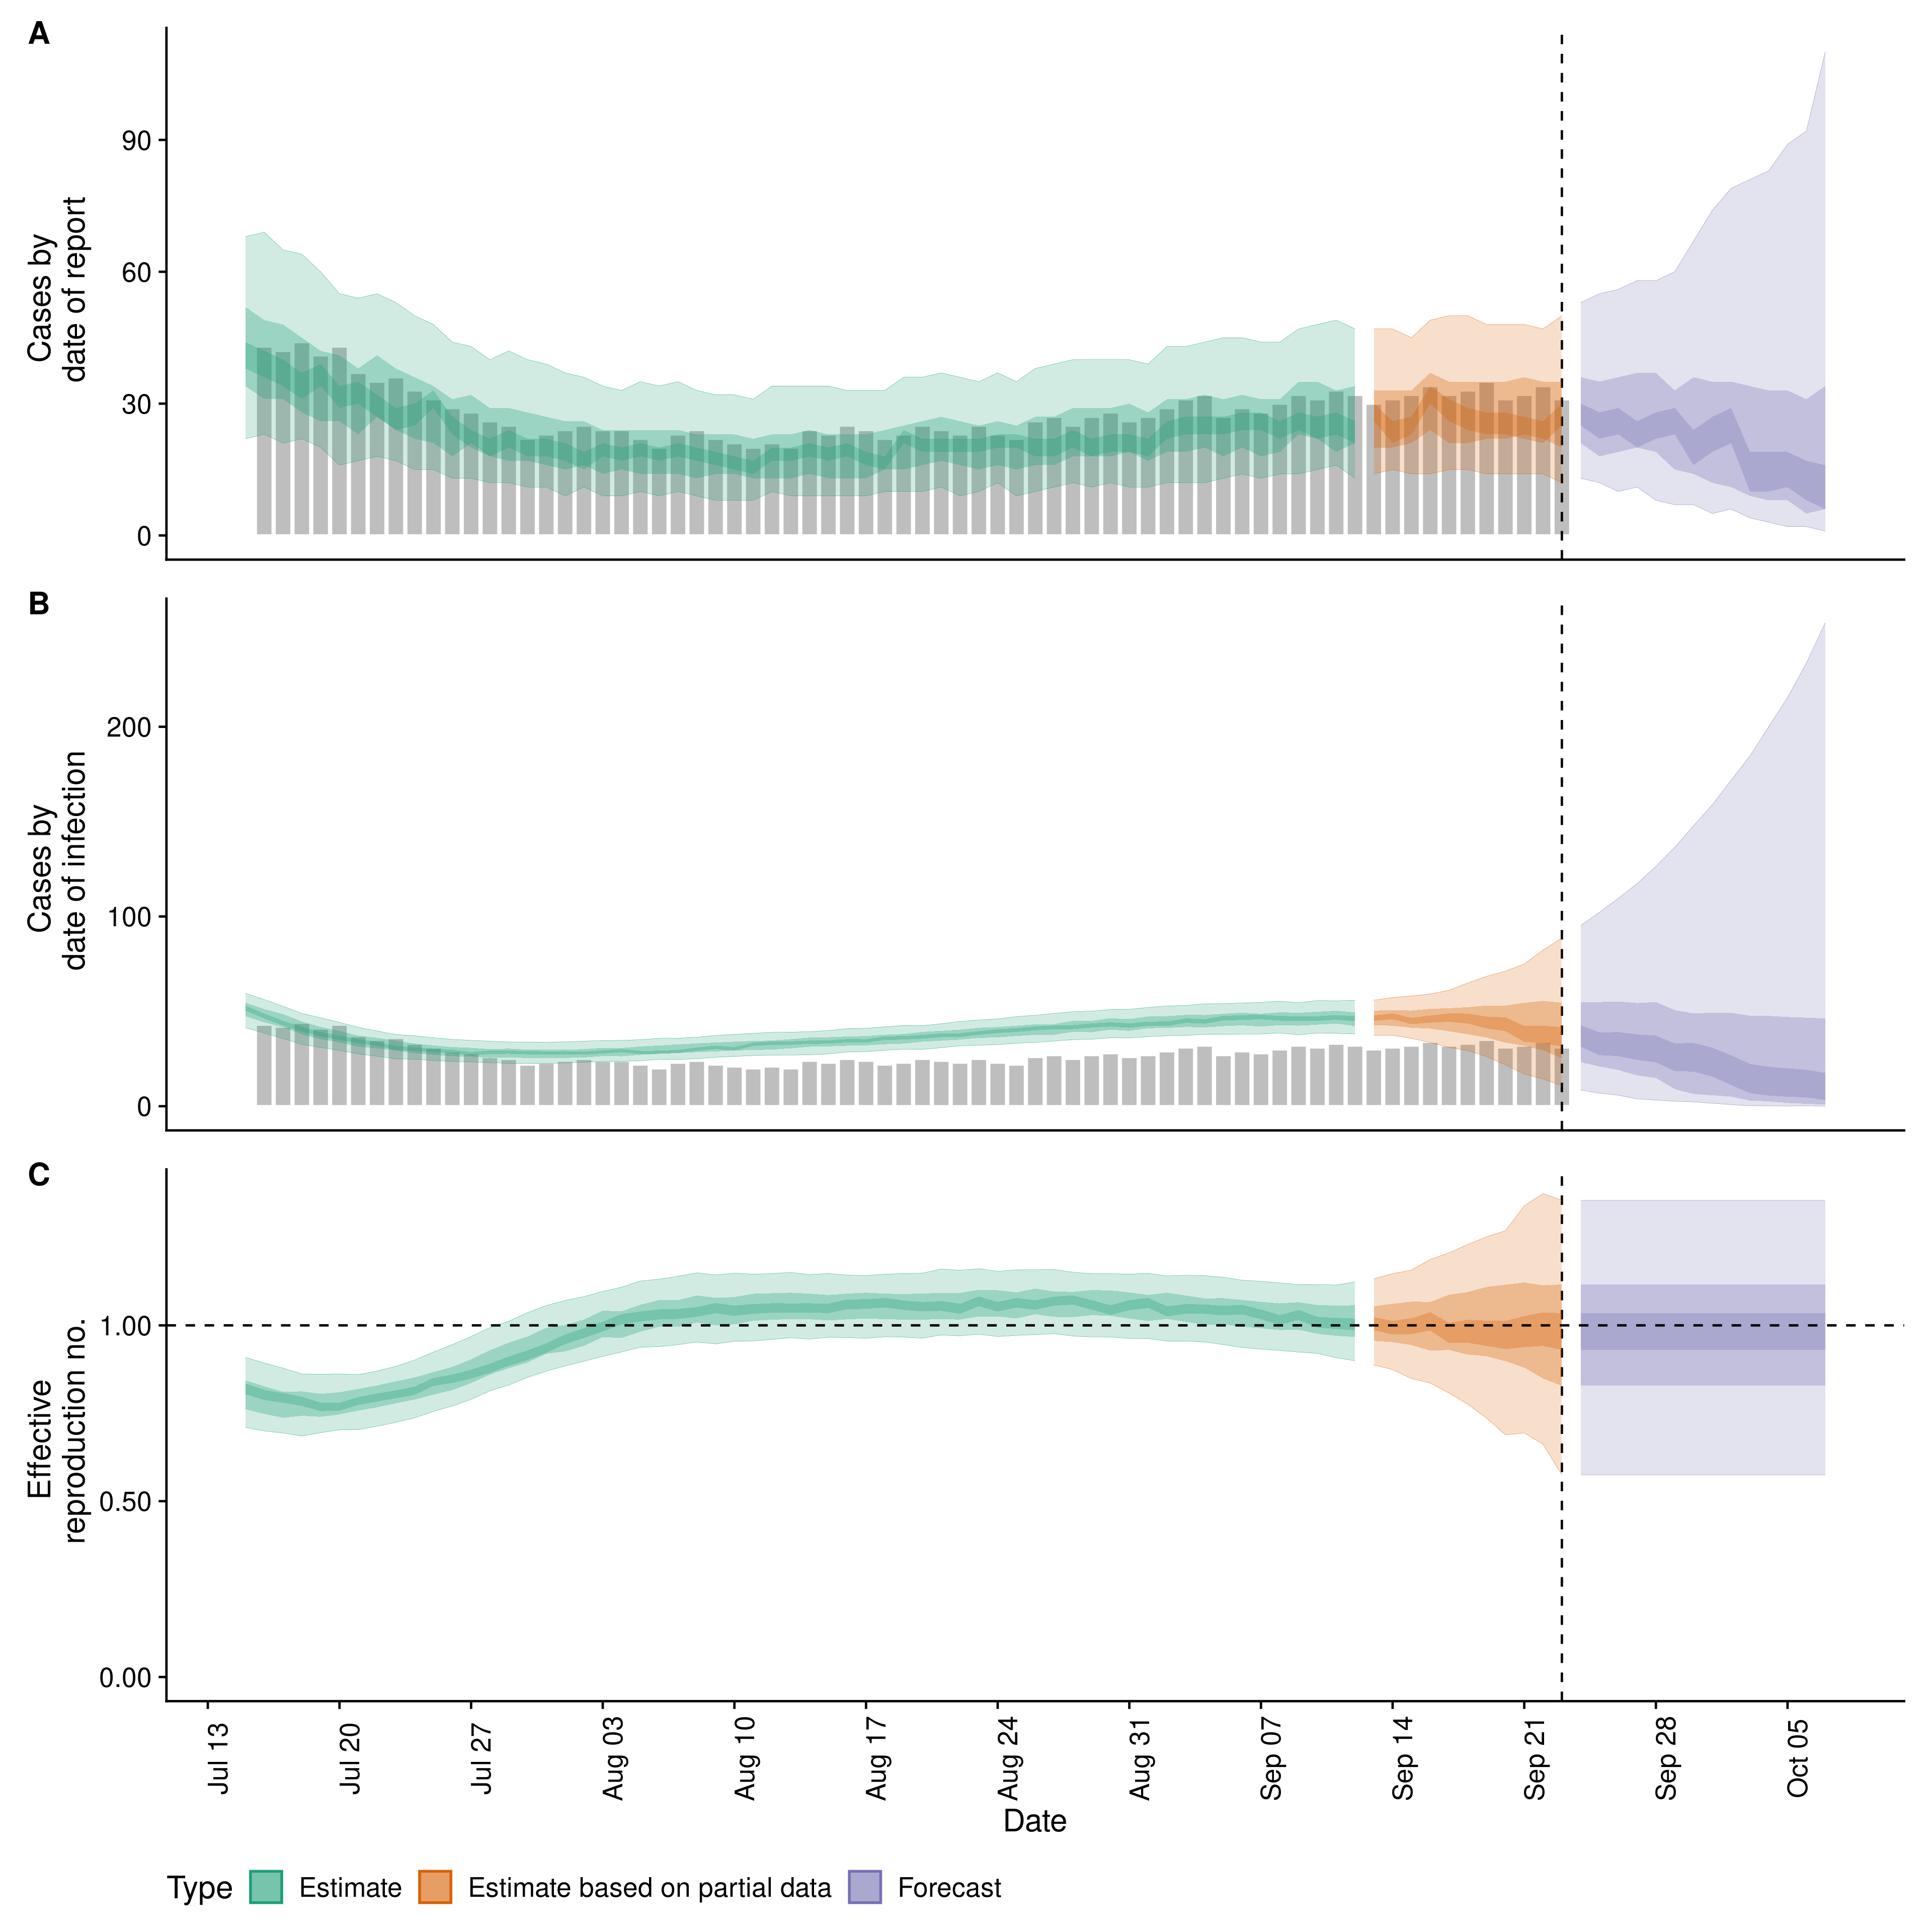 A
Cases by
date of report
90
60
30
0
B
Cases by
date of infection
200
100
0
C
Effective
reproduction no.
1.00
0.50
0.00
Jul 13
Jul 20
Jul 27
Aug 03
Aug 10
Aug 17
Aug 24
Aug 31
Sep 07
Sep 14
Sep 21
Sep 28
Oct 05
Date
Type Estimate Estimate based on partial data Forecast